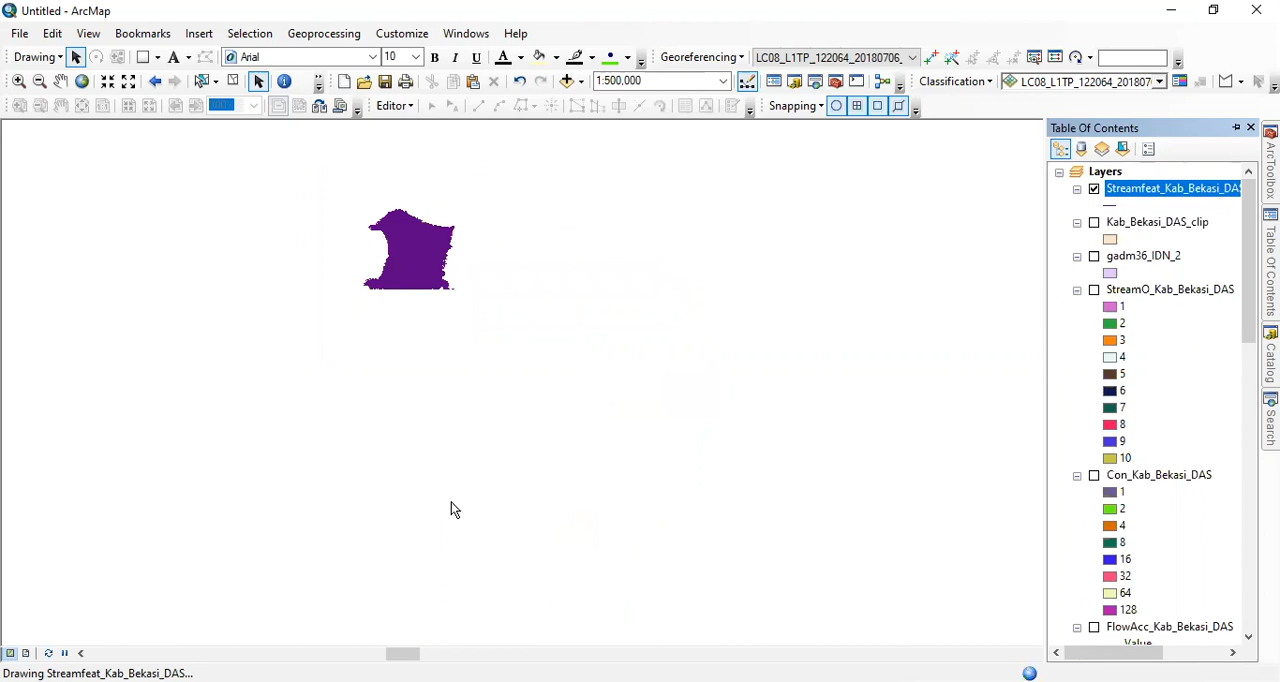 Untitled - ArcMap
File Edit View Bookmarks Insert Selection Geoprocessing Customize Windows Help
Drawing Arial 10 B I U A Georeferencing LC08_L1TP_122064_20180706_
1:500,000 Classification LC08_L1TP_122064_201807
Editor Snapping
Table Of Contents
Layers
Streamfeat_Kab_Bekasi_DAS
Kab_Bekasi_DAS_clip
gadm36_IDN_2
StreamO_Kab_Bekasi_DAS
1
2
3
4
5
6
7
8
9
10
Con_Kab_Bekasi_DAS
1
2
4
8
16
32
64
128
FlowAcc_Kab_Bekasi_DAS
Value
ArcToolbox
Table Of Contents
Catalog
Search
Drawing Streamfeat_Kab_Bekasi_DAS...